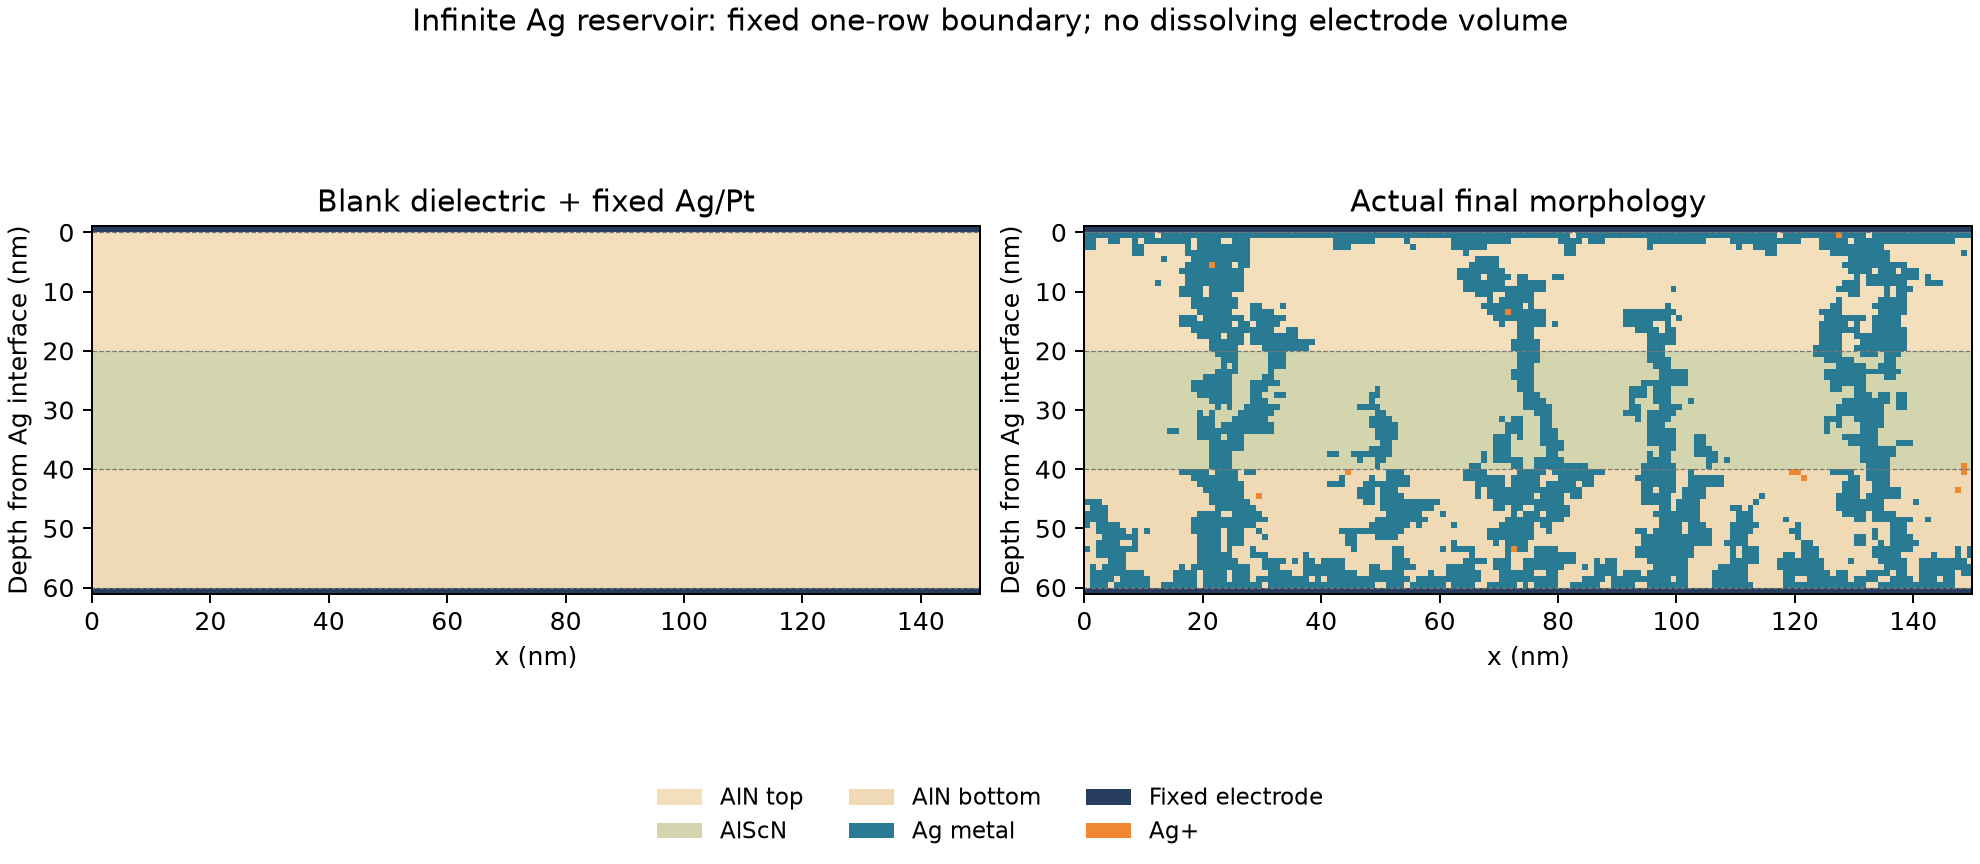 Infinite Ag reservoir: fixed one-row boundary; no dissolving electrode volume
Blank dielectric + fixed Ag/Pt
Depth from Ag interface (nm)
0
10
20
30
40
50
60
0 20 40 60 80 100 120 140
x (nm)
Actual final morphology
Depth from Ag interface (nm)
0
10
20
30
40
50
60
0 20 40 60 80 100 120 140
x (nm)
AlN top AlN bottom Fixed electrode
AlScN Ag metal Ag+